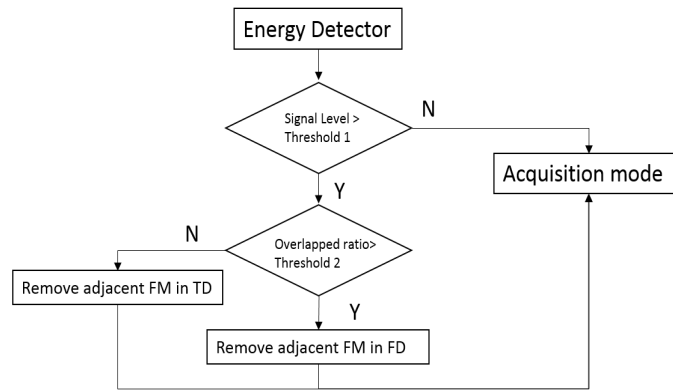 Energy Detector
Signal Level >
Threshold 1
N
Acquisition mode
Y
Overlapped ratio>
Threshold 2
N
Remove adjacent FM in TD
Y
Remove adjacent FM in FD